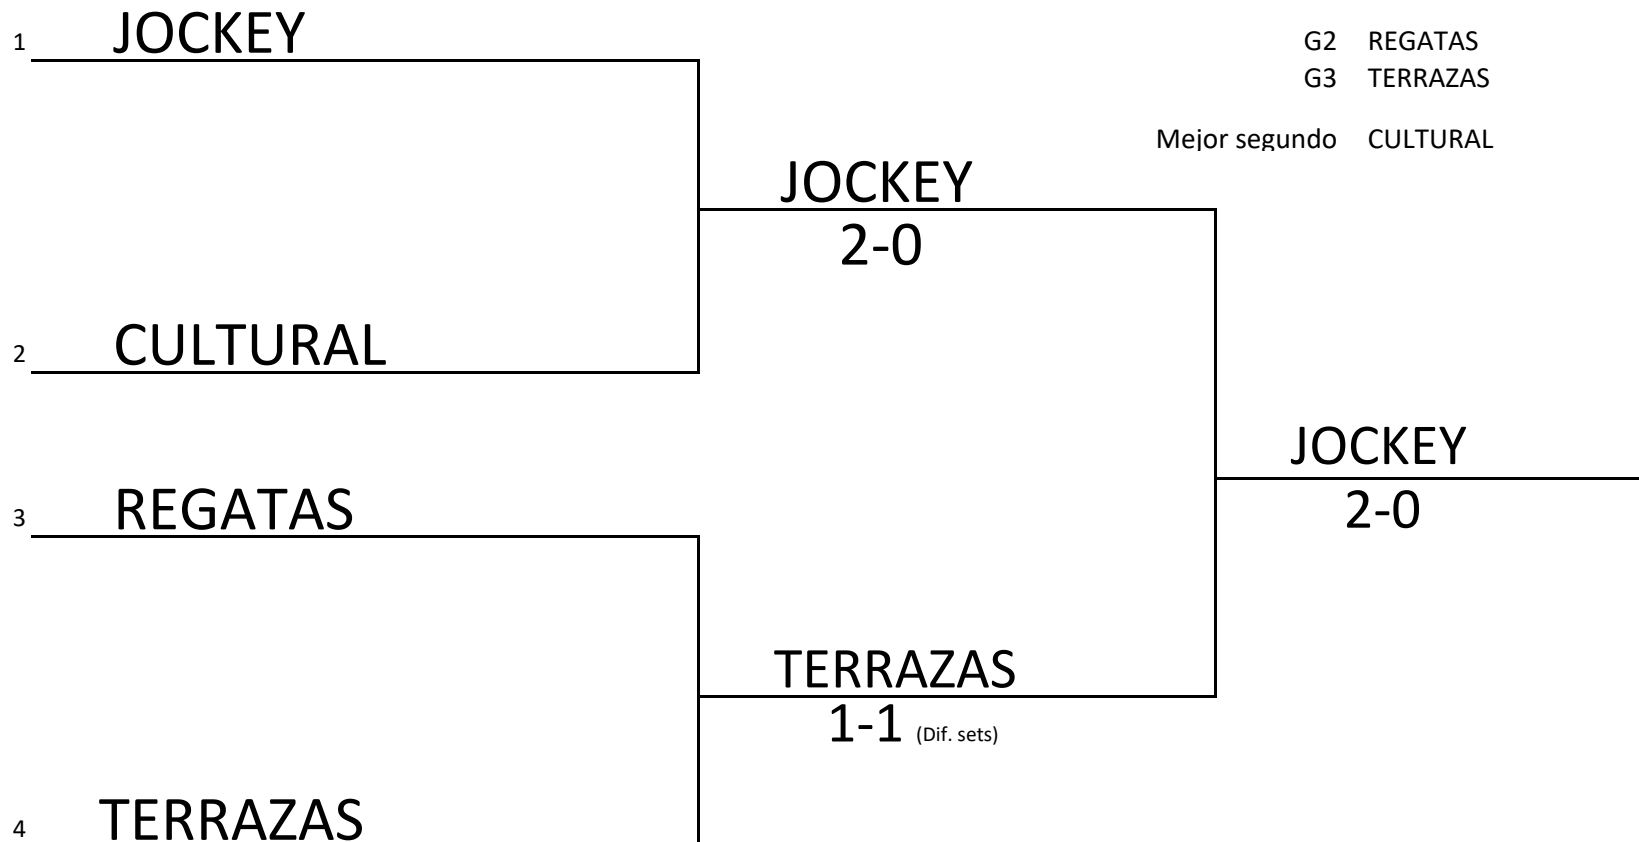 1 JOCKEY
G2 REGATAS
G3 TERRAZAS
Mejor segundo CULTURAL
JOCKEY
2-0
2 CULTURAL
JOCKEY
2-0
3 REGATAS
TERRAZAS
1-1 (Dif. sets)
4 TERRAZAS